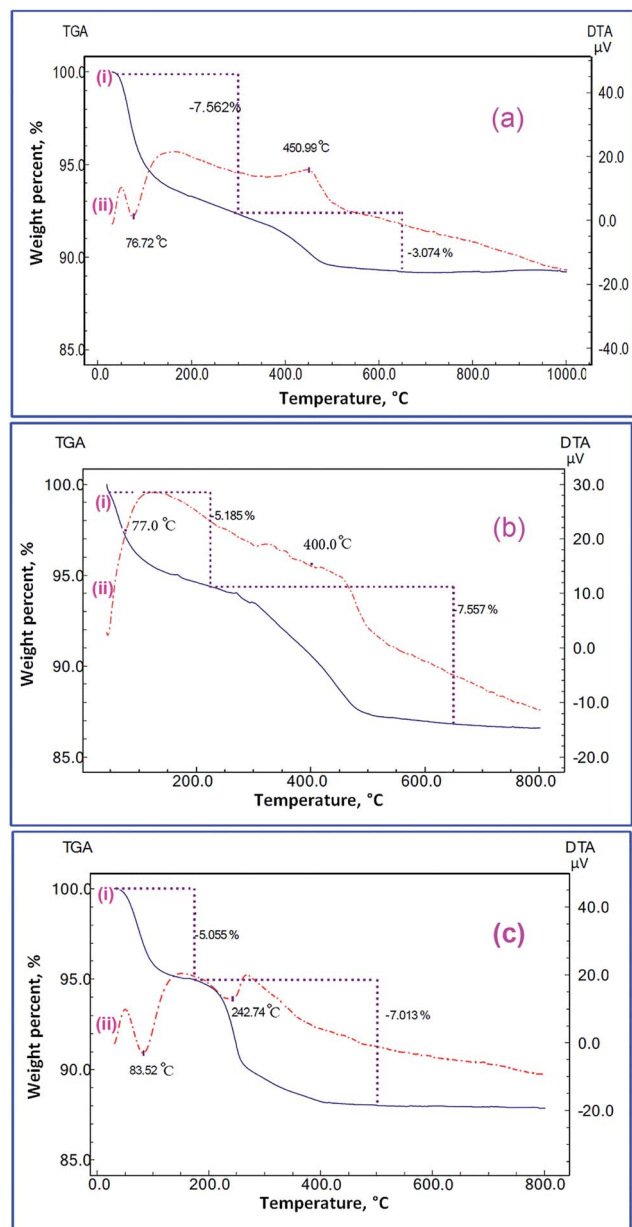 TGA
DTA
μV
100.0
95.0
90.0
85.0
Weight percent, %
(i)
(ii)
-7.562%
450.99℃
76.72℃
-3.074 %
(a)
40.0
20.0
0.0
-20.0
-40.0
0.0 200.0 400.0 600.0 800.0 1000.0
Temperature, °C
TGA
DTA
μV
100.0
95.0
90.0
85.0
Weight percent, %
(i)
(ii)
77.0℃
-5.185%
400.0℃
-7.557%
(b)
30.0
20.0
10.0
0.0
-10.0
-20.0
200.0 400.0 600.0 800.0
Temperature, °C
TGA
DTA
μV
100.0
95.0
90.0
85.0
Weight percent, %
(i)
(ii)
-5.055 %
242.74℃
83.52℃
-7.013 %
(c)
40.0
20.0
0.0
-20.0
0.0 200.0 400.0 600.0 800.0
Temperature, °C